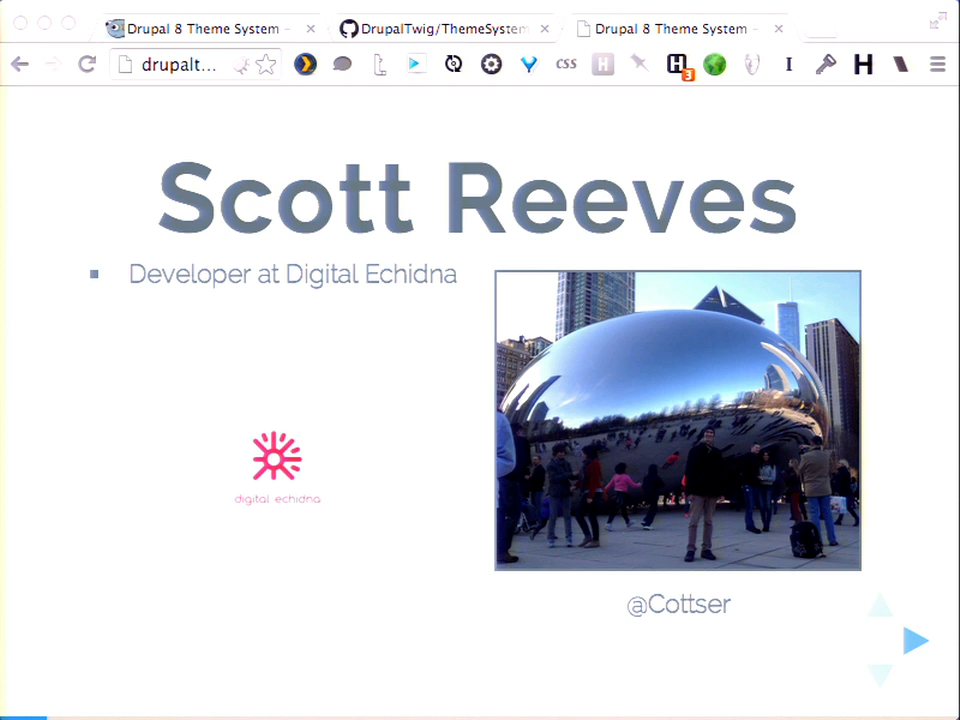 Drupal 8 Theme System -
DrupalTwig/ThemeSystem
Drupal 8 Theme System -
drupalt...
css
H
H
3
I
H
Scott Reeves
Developer at Digital Echidna
digital echidna
@Cottser